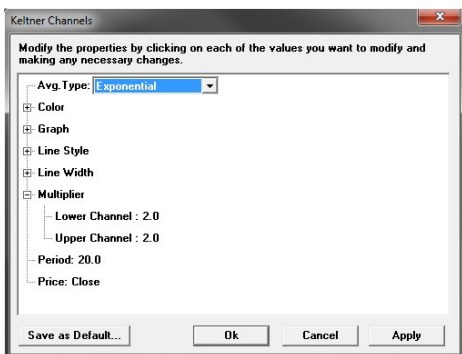 Keltner Channels
Modify the properties by clicking on each of the values you want to modify and
making any necessary changes.
Avg.Type: Exponential
Color
Graph
Line Style
Line Width
Multiplier
Lower Channel : 2.0
Upper Channel : 2.0
Period: 20.0
Price: Close
Save as Default...
Ok
Cancel
Apply